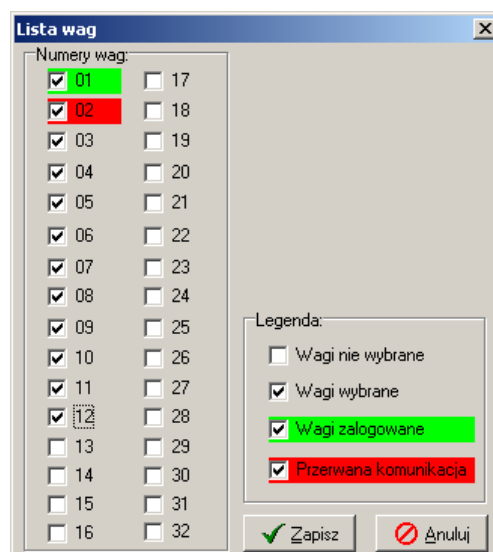 Lista wag
Numery wag:
01 17
02 18
03 19
04 20
05 21
06 22
07 23
08 24
09 25
10 26
11 27
12 28
13 29
14 30
15 31
16 32
Legenda:
Wagi nie wybrane
Wagi wybrane
Wagi zalogowane
Przerwana komunikacja
Zapisz Anuluj